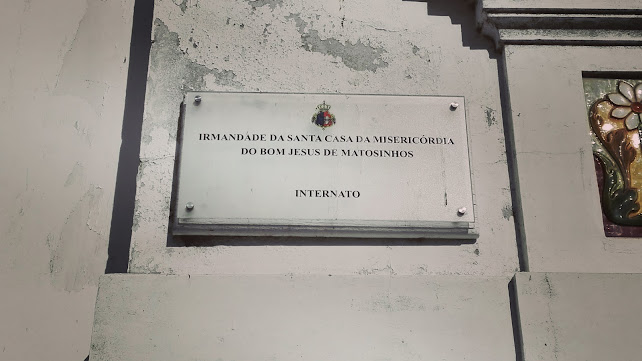 IRMANDADE DA SANTA CASA DA MISERICÓRDIA
DO BOM JESUS DE MATOSINHOS
INTERNATO